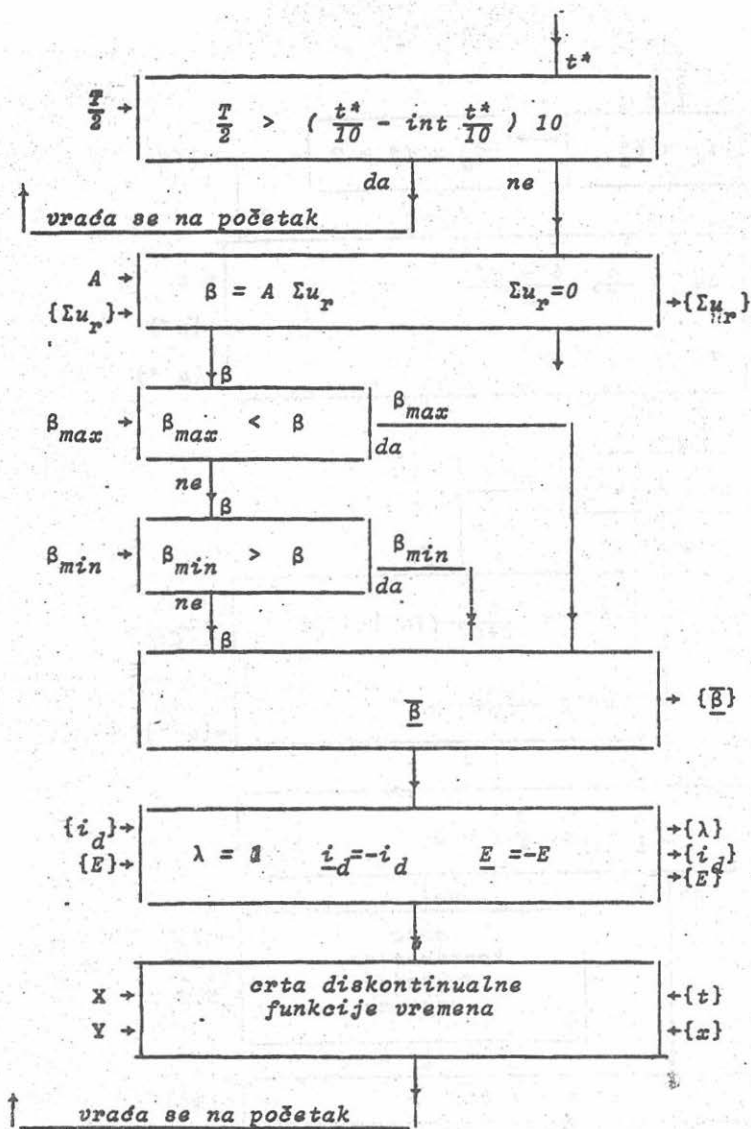 t*
T/2 → T/2 > ( t*/10 - int t*/10 ) 10
da ne
↑ vraća se na početak
A → β = A Σu_r Σu_r=0 →{Σu_r}
{Σu_r}→
β
β_max → β_max < β β_max
da
ne
β
β_min → β_min > β β_min
da
ne
β
β → {β}
{i_d}→ λ = i_d=-i_d E =-E →{λ}
→{i_d}
{E}→ →{E}
X → crta diskontinualne ←{t}
funkcije vremena
Y → ←{x}
↑ vraća se na početak